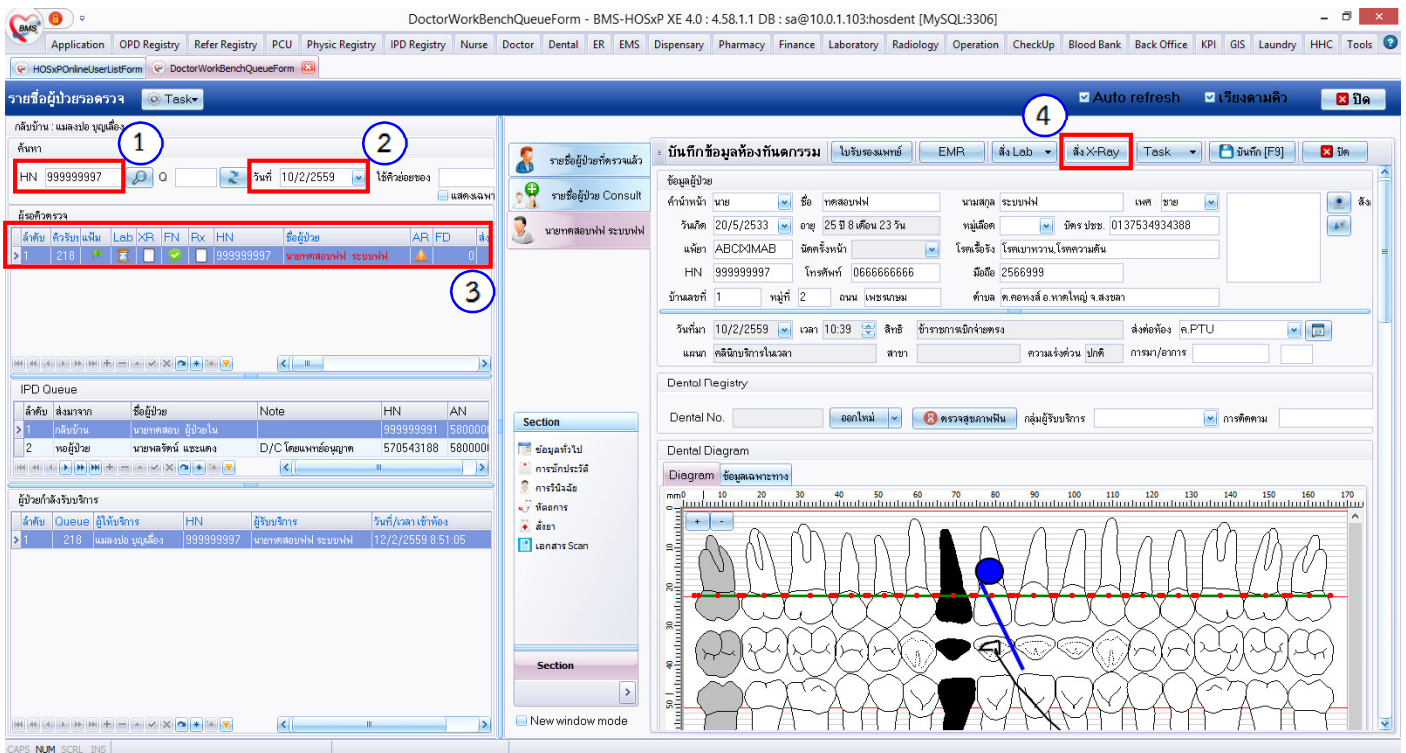 BMS
DoctorWorkBenchQueueForm - BMS-HOSxP XE 4.0 : 4.58.1.1 DB : sa@10.0.1.103:hosdent [MySQL:3306]
Application OPD Registry Refer Registry PCU Physic Registry IPD Registry Nurse Doctor Dental ER EMS Dispensary Pharmacy Finance Laboratory Radiology Operation CheckUp Blood Bank Back Office KPI GIS Laundry HHC Tools
HOSxPOnlineUserListForm DoctorWorkBenchQueueForm
รายชื่อผู้ป่วยรอตรวจ Task Auto refresh เรียงตามคิว ปิด
กลับบ้าน : แมลงปอ บุญเลื่อง
1 2 4
ค้นหา
HN 999999997 Q วันที่ 10/2/2559 ใช้คิวย่อยของ
แสดงเฉพา
ผู้รอคิวตรวจ
ลำดับ คิวรับ แฟ้ม Lab XR FN Rx HN ชื่อผู้ป่วย AR FD ส่ง
1 218 999999997 นายทดสอบฟฟ ระบบฟฟ 0
3
IPD Queue
ลำดับ ส่งมาจาก ชื่อผู้ป่วย Note HN AN
1 กลับบ้าน นายทดสอบ ผู้ป่วยใน 999999991 580000
2 หอผู้ป่วย นายพลรัตน์ แซะแดง D/C โดยแพทย์อนุญาต 570543188 580000
ผู้ป่วยกำลังรับบริการ
ลำดับ Queue ผู้ให้บริการ HN ผู้รับบริการ วันที่/เวลา เข้าห้อง
1 218 แมลงปอ บุญเลื่อง 999999997 นายทดสอบฟฟ ระบบฟฟ 12/2/2559 8:51:05
รายชื่อผู้ป่วยที่ตรวจแล้ว
รายชื่อผู้ป่วย Consult
นายทดสอบฟฟ ระบบฟฟ
Section
ข้อมูลทั่วไป
การซักประวัติ
การวินิจฉัย
หัตถการ
สั่งยา
เอกสาร Scan
Section
New window mode
บันทึกข้อมูลห้องทันตกรรม ใบรับรองแพทย์ EMR สั่ง Lab สั่ง X-Ray Task บันทึก [F9] ปิด
ข้อมูลผู้ป่วย
คำนำหน้า นาย ชื่อ ทดสอบฟฟ นามสกุล ระบบฟฟ เพศ ชาย
วันเกิด 20/5/2533 อายุ 25 ปี 8 เดือน 23 วัน หมู่เลือด บัตร ปชช. 0137534934388
แพ้ยา ABCIXIMAB นัดครั้งหน้า โรคเรื้อรัง โรคเบาหวาน,โรคความดัน
HN 999999997 โทรศัพท์ 0666666666 มือถือ 2566999
บ้านเลขที่ 1 หมู่ที่ 2 ถนน เพชรเกษม ตำบล ต.คอหงส์ อ.หาดใหญ่ จ.สงขลา
วันที่มา 10/2/2559 เวลา 10:39 สิทธิ ข้าราชการเบิกจ่ายตรง ส่งต่อห้อง ค.PTU
แผนก คลินิกบริการในเวลา สาขา ความเร่งด่วน ปกติ การมา/อาการ
Dental Registry
Dental No. ออกใหม่ ตรวจสุขภาพฟัน กลุ่มผู้รับบริการ การติดตาม
Dental Diagram
Diagram ข้อมูลเฉพาะทาง
mm0 10 20 30 40 50 60 70 80 90 100 110 120 130 140 150 160 170
+ -
0
10
20
30
40
50
CAPS NUM SCRL INS